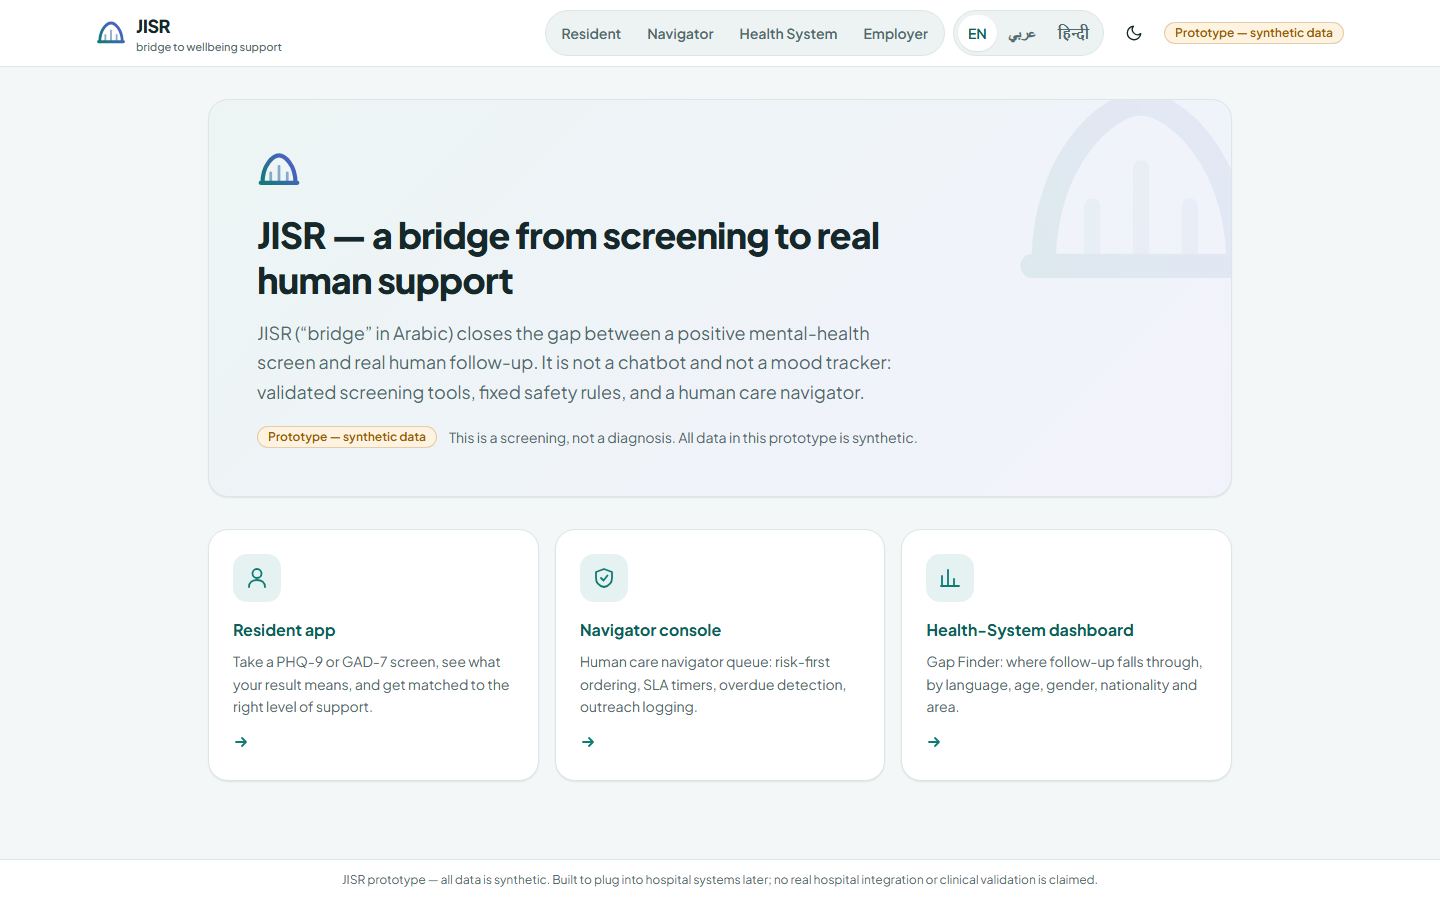 JISR
bridge to wellbeing support
Resident
Navigator
Health System
Employer
EN
عربي
हिन्दी
Prototype — synthetic data
JISR — a bridge from screening to real
human support
JISR (“bridge” in Arabic) closes the gap between a positive mental-health
screen and real human follow-up. It is not a chatbot and not a mood tracker:
validated screening tools, fixed safety rules, and a human care navigator.
Prototype — synthetic data
This is a screening, not a diagnosis. All data in this prototype is synthetic.
Resident app
Take a PHQ-9 or GAD-7 screen, see what
your result means, and get matched to the
right level of support.
Navigator console
Human care navigator queue: risk-first
ordering, SLA timers, overdue detection,
outreach logging.
Health-System dashboard
Gap Finder: where follow-up falls through,
by language, age, gender, nationality and
area.
JISR prototype — all data is synthetic. Built to plug into hospital systems later; no real hospital integration or clinical validation is claimed.